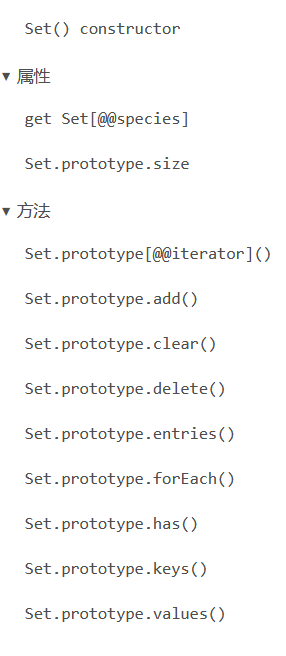 Set() constructor
▼ 属性
get Set[@@species]
Set.prototype.size
▼ 方法
Set.prototype[@@iterator]()
Set.prototype.add()
Set.prototype.clear()
Set.prototype.delete()
Set.prototype.entries()
Set.prototype.forEach()
Set.prototype.has()
Set.prototype.keys()
Set.prototype.values()